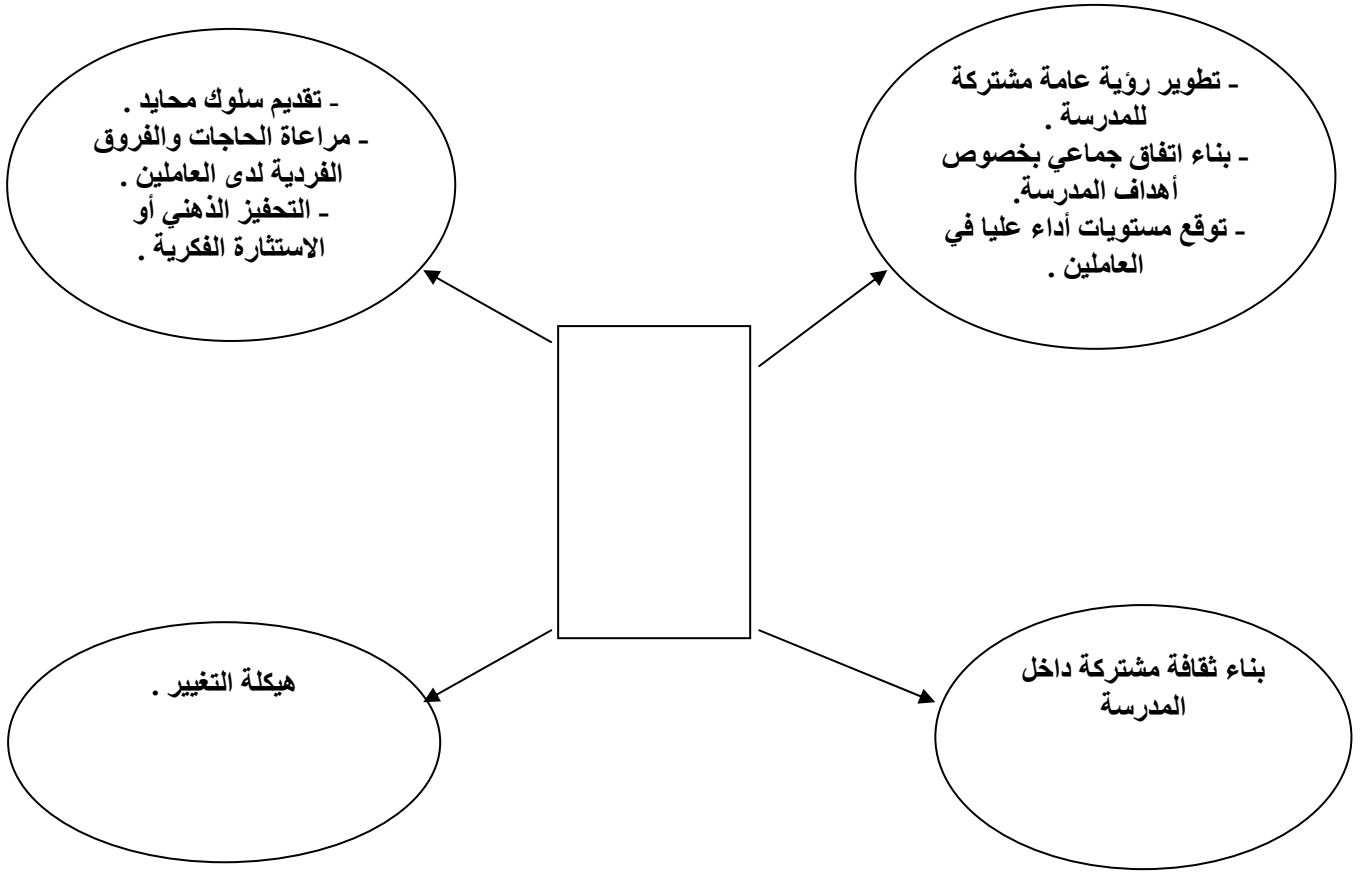 - تطوير رؤية عامة مشتركة
للمدرسة .
- بناء اتفاق جماعي بخصوص
أهداف المدرسة.
- توقع مستويات أداء عليا في
العاملين .
- تقديم سلوك محايد .
- مراعاة الحاجات والفروق
الفردية لدى العاملين .
- التحفيز الذهني أو
الاستثارة الفكرية .
بناء ثقافة مشتركة داخل
المدرسة
هيكلة التغيير .